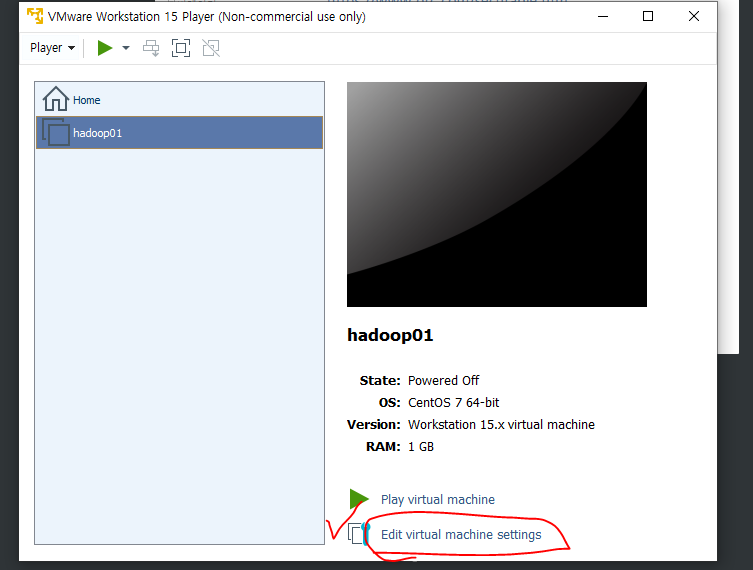 VMware Workstation 15 Player (Non-commercial use only)
Player
Home
hadoop01
hadoop01
State: Powered Off
OS: CentOS 7 64-bit
Version: Workstation 15.x virtual machine
RAM: 1 GB
Play virtual machine
Edit virtual machine settings